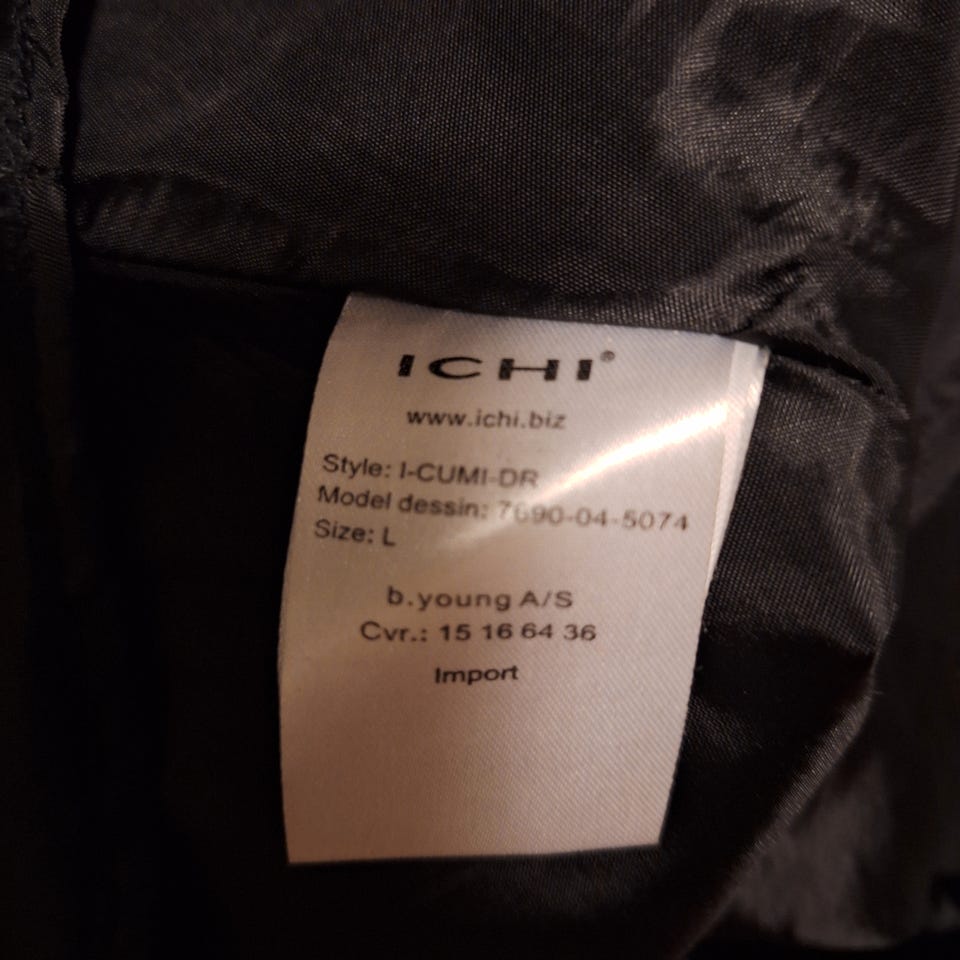 ICHI®
www.ichi.biz
Style: I-CUMI-DR
Model dessin: 7690-04-5074
Size: L
b.young A/S
Cvr.: 15 16 64 36
Import